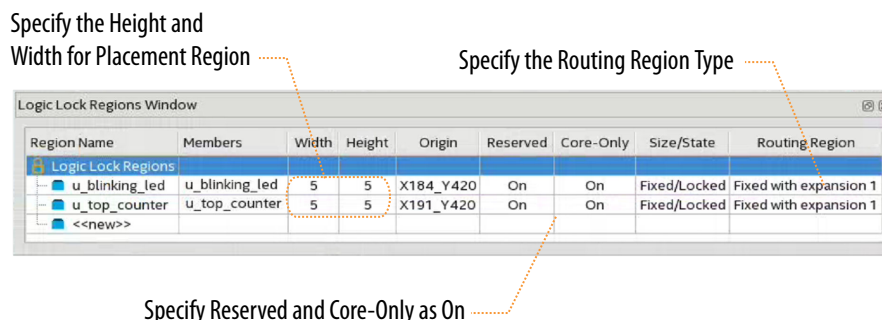 Specify the Height and
Width for Placement Region
Specify the Routing Region Type
Logic Lock Regions Window
Region Name Members Width Height Origin Reserved Core-Only Size/State Routing Region
Logic Lock Regions
u_blinking_led u_blinking_led 5 5 X184_Y420 On On Fixed/Locked Fixed with expansion 1
u_top_counter u_top_counter 5 5 X191_Y420 On On Fixed/Locked Fixed with expansion 1
<<new>>
Specify Reserved and Core-Only as On